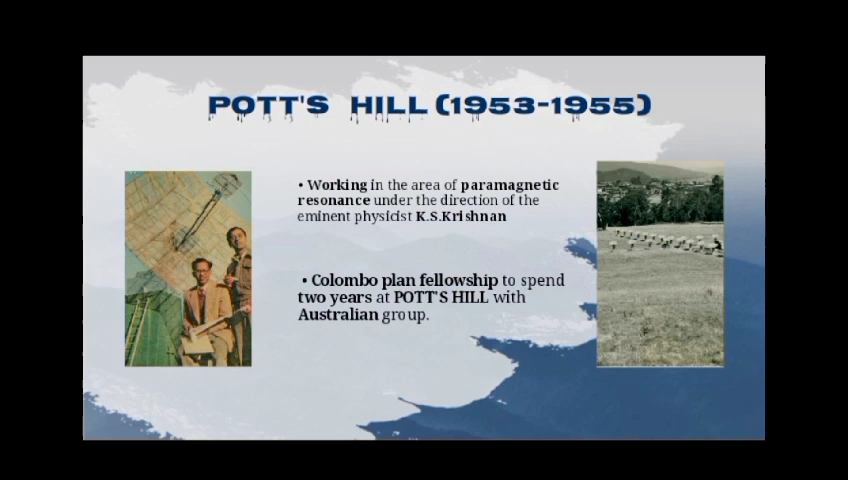 POTT'S HILL (1953-1955)
• Working in the area of paramagnetic
resonance under the direction of the
eminent physicist K.S.Krishnan
• Colombo plan fellowship to spend
two years at POTT'S HILL with
Australian group.